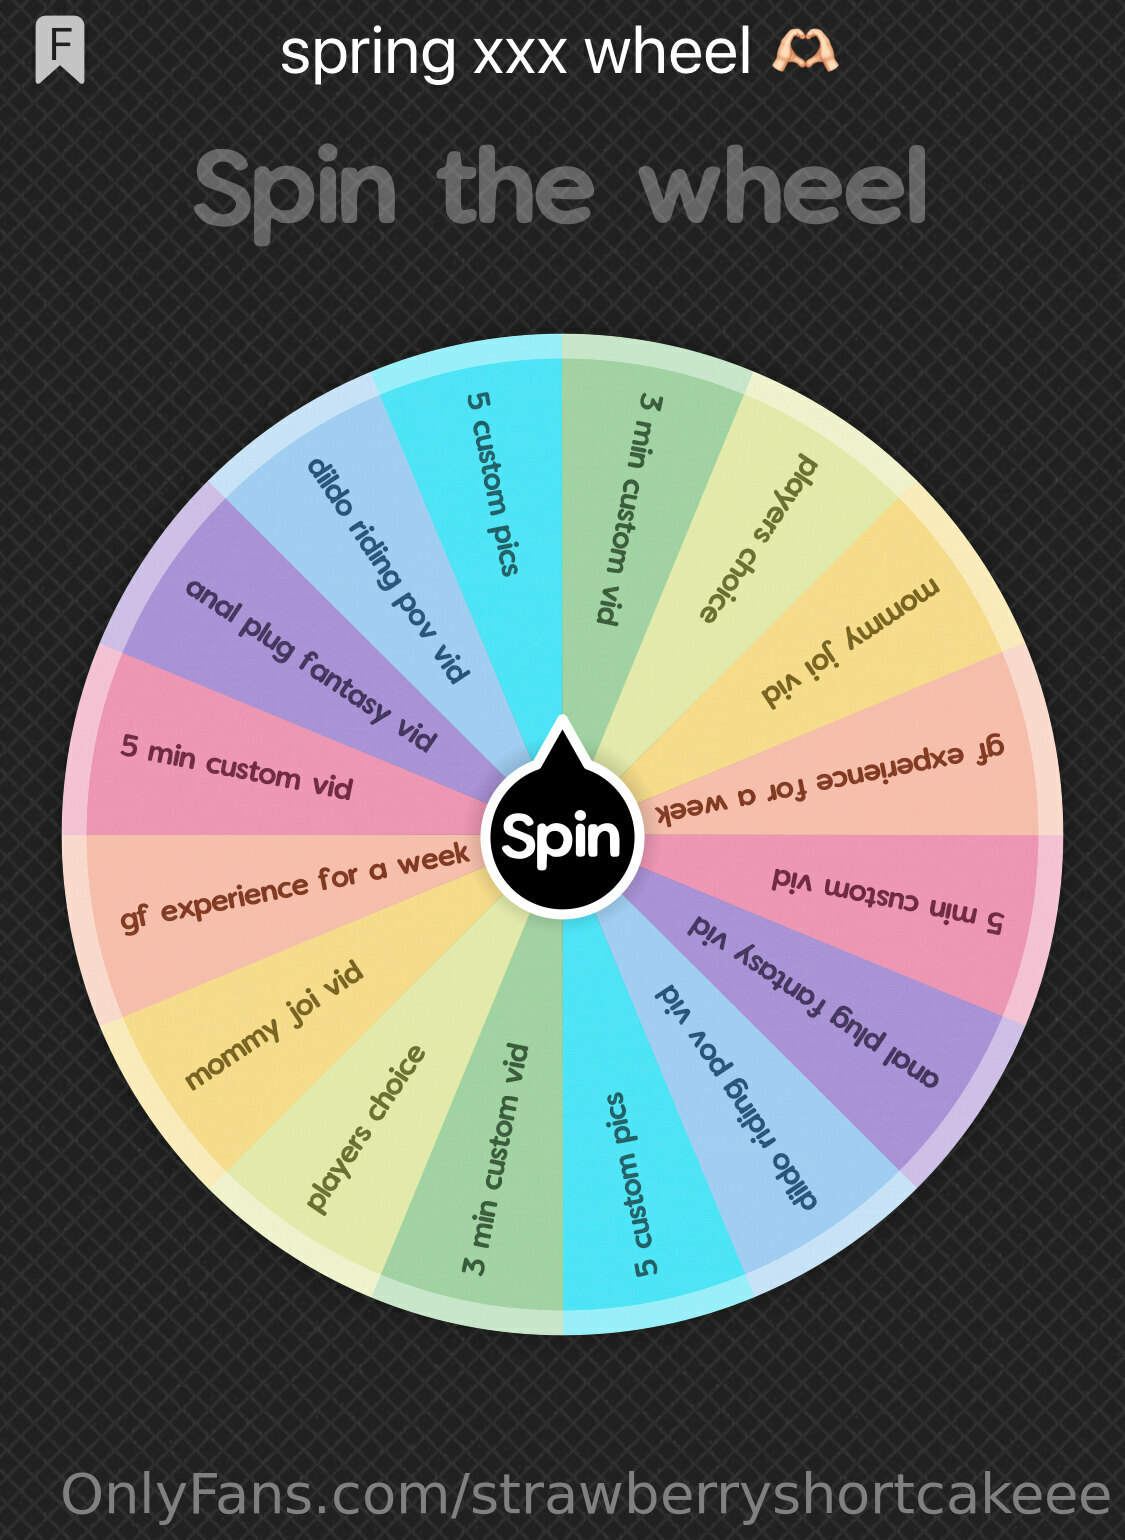 F
spring xxx wheel 🫶🏻
Spin the wheel
3 min custom vid
players choice
mommy joi vid
gf experience for a week
5 min custom vid
anal plug fantasy vid
dildo riding pov vid
5 custom pics
3 min custom vid
players choice
mommy joi vid
gf experience for a week
5 min custom vid
anal plug fantasy vid
dildo riding pov vid
5 custom pics
Spin
OnlyFans.com/strawberryshortcakeee